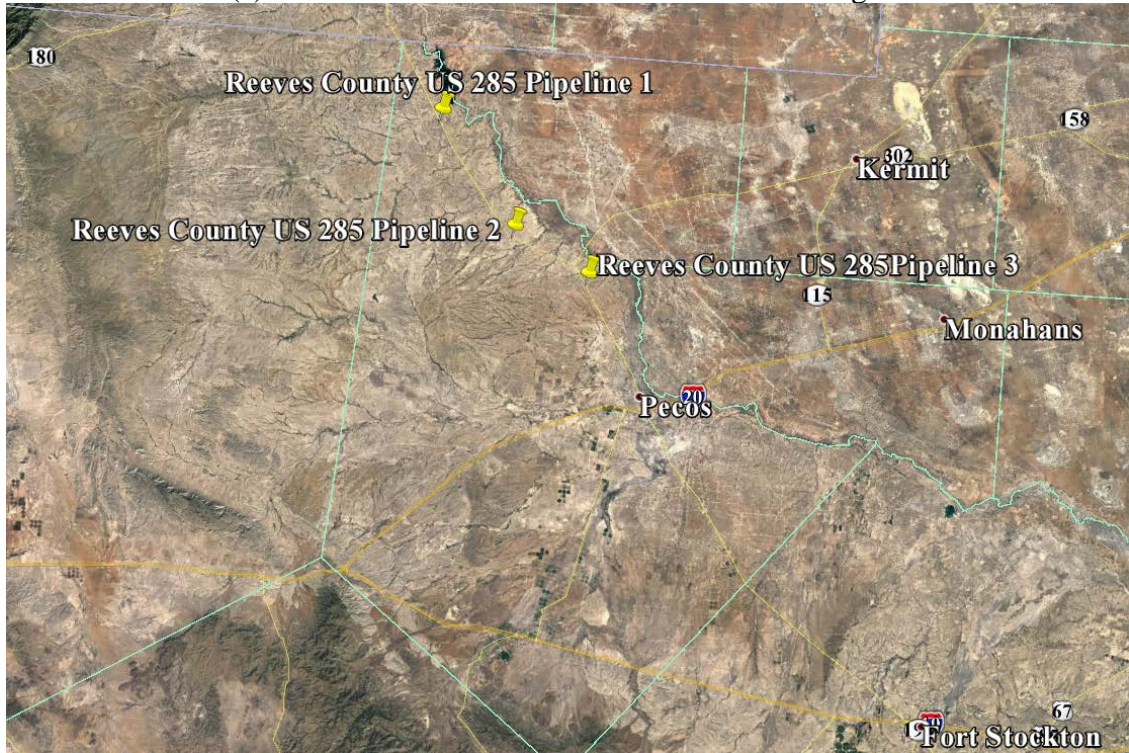 180
Reeves County US 285 Pipeline 1
158
302
Kermit
Reeves County US 285 Pipeline 2
Reeves County US 285Pipeline 3
115
Monahans
20
Pecos
67
Fort Stockton